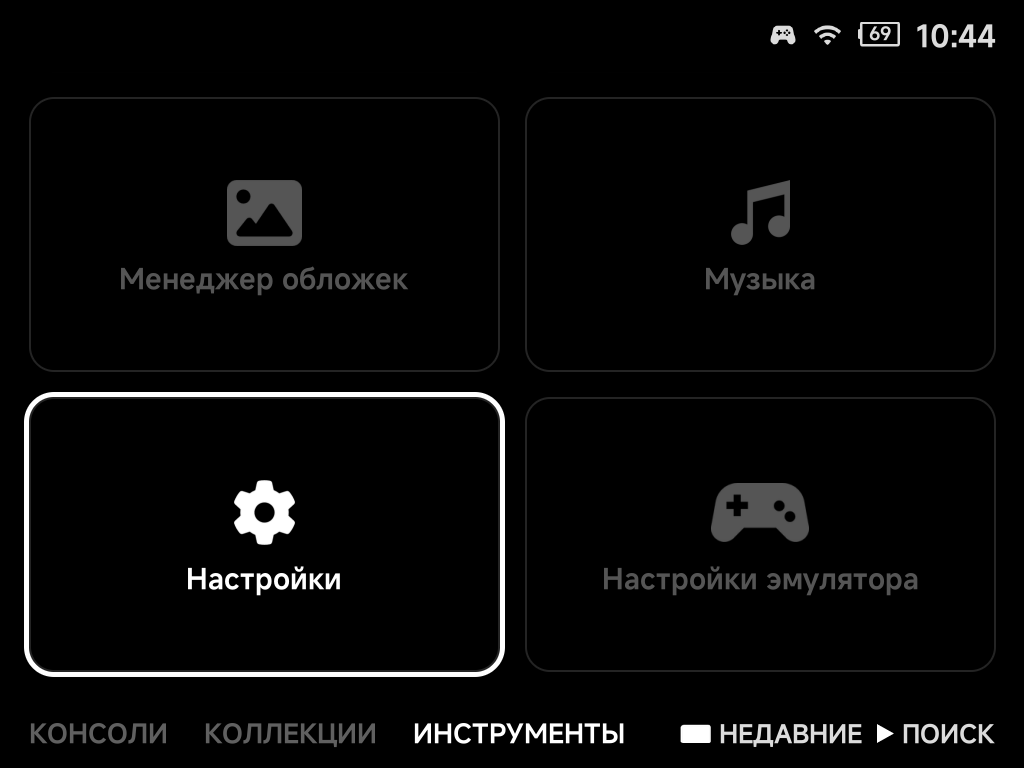 69 10:44
Менеджер обложек
Музыка
Настройки
Настройки эмулятора
КОНСОЛИ КОЛЛЕКЦИИ ИНСТРУМЕНТЫ НЕДАВНИЕ ПОИСК